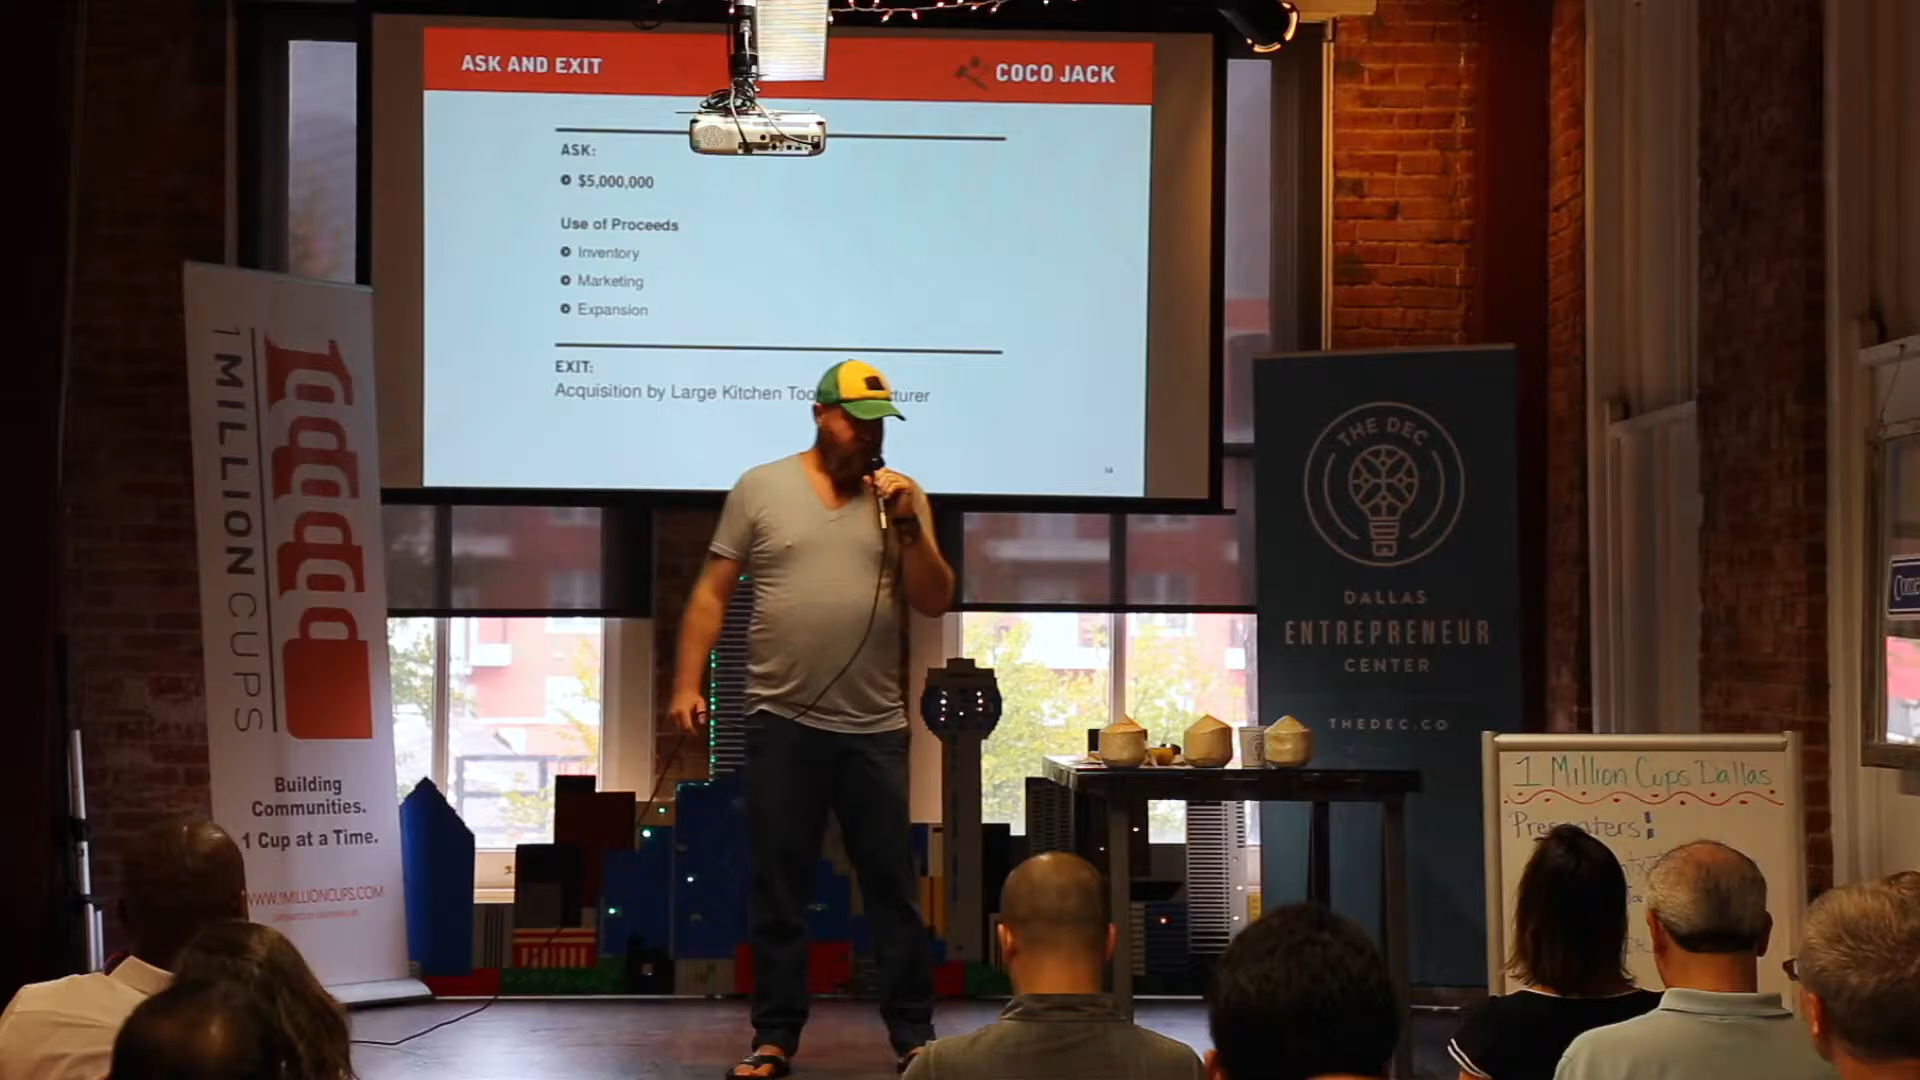 ASK AND EXIT
COCO JACK
ASK:
$5,000,000
Use of Proceeds
Inventory
Marketing
Expansion
EXIT:
Acquisition by Large Kitchen
14
1 MILLION CUPS
Building
Communities.
1 Cup at a Time.
WWW.1MILLIONCUPS.COM
THE DEC
DALLAS
ENTREPRENEUR
CENTER
THEDEC.CO
1 Million Cups Dallas
Presenters: